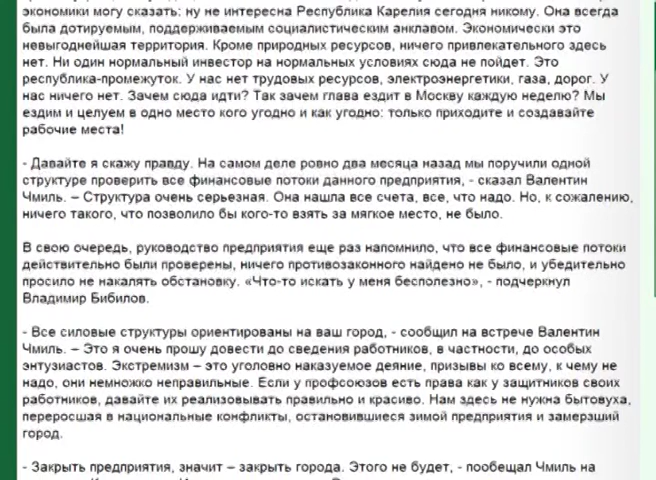 экономики могу сказать: ну не интересна Республика Карелия сегодня никому. Она всегда
была дотируемым, поддерживаемым социалистическим анклавом. Экономически это
невыгоднейшая территория. Кроме природных ресурсов, ничего привлекательного здесь
нет. Ни один нормальный инвестор на нормальных условиях сюда не пойдет. Это
республика-промежуток. У нас нет трудовых ресурсов, электроэнергетики, газа, дорог. У
нас ничего нет. Зачем сюда идти? Так зачем глава ездит в Москву каждую неделю? Мы
ездим и целуем в одно место кого угодно и как угодно: только приходите и создавайте
рабочие места!
- Давайте я скажу правду. На самом деле ровно два месяца назад мы поручили одной
структуре проверить все финансовые потоки данного предприятия, - сказал Валентин
Чмиль. – Структура очень серьезная. Она нашла все счета, все, что надо. Но, к сожалению,
ничего такого, что позволило бы кого-то взять за мягкое место, не было.
В свою очередь, руководство предприятия еще раз напомнило, что все финансовые потоки
действительно были проверены, ничего противозаконного найдено не было, и убедительно
просило не накалять обстановку. «Что-то искать у меня бесполезно», - подчеркнул
Владимир Бибилов.
- Все силовые структуры ориентированы на ваш город, - сообщил на встрече Валентин
Чмиль. – Это я очень прошу довести до сведения работников, в частности, до особых
энтузиастов. Экстремизм – это уголовно наказуемое деяние, призывы ко всему, к чему не
надо, они немножко неправильные. Если у профсоюзов есть права как у защитников своих
работников, давайте их реализовывать правильно и красиво. Нам здесь не нужна бытовуха,
переросшая в национальные конфликты, остановившиеся зимой предприятия и замерзший
город.
- Закрыть предприятия, значит – закрыть города. Этого не будет, - пообещал Чмиль на